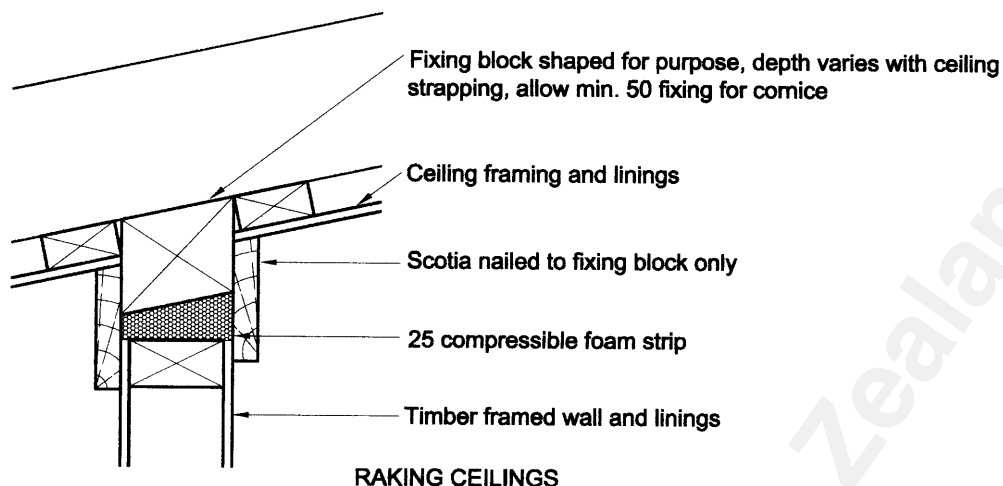 Fixing block shaped for purpose, depth varies with ceiling
strapping, allow min. 50 fixing for cornice
Ceiling framing and linings
Scotia nailed to fixing block only
25 compressible foam strip
Timber framed wall and linings
RAKING CEILINGS
Zealan